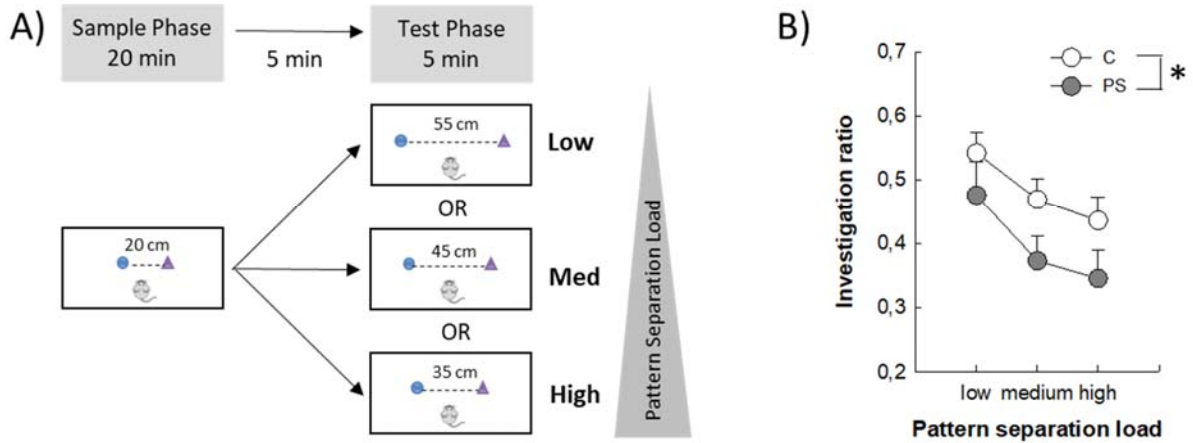 A)
Sample Phase
20 min
5 min
Test Phase
5 min
20 cm
55 cm
Low
OR
45 cm
Med
OR
35 cm
High
Pattern Separation Load
B)
0,7
0,6
0,5
0,4
0,3
0,2
Investigation ratio
C
PS
*
low medium high
Pattern separation load